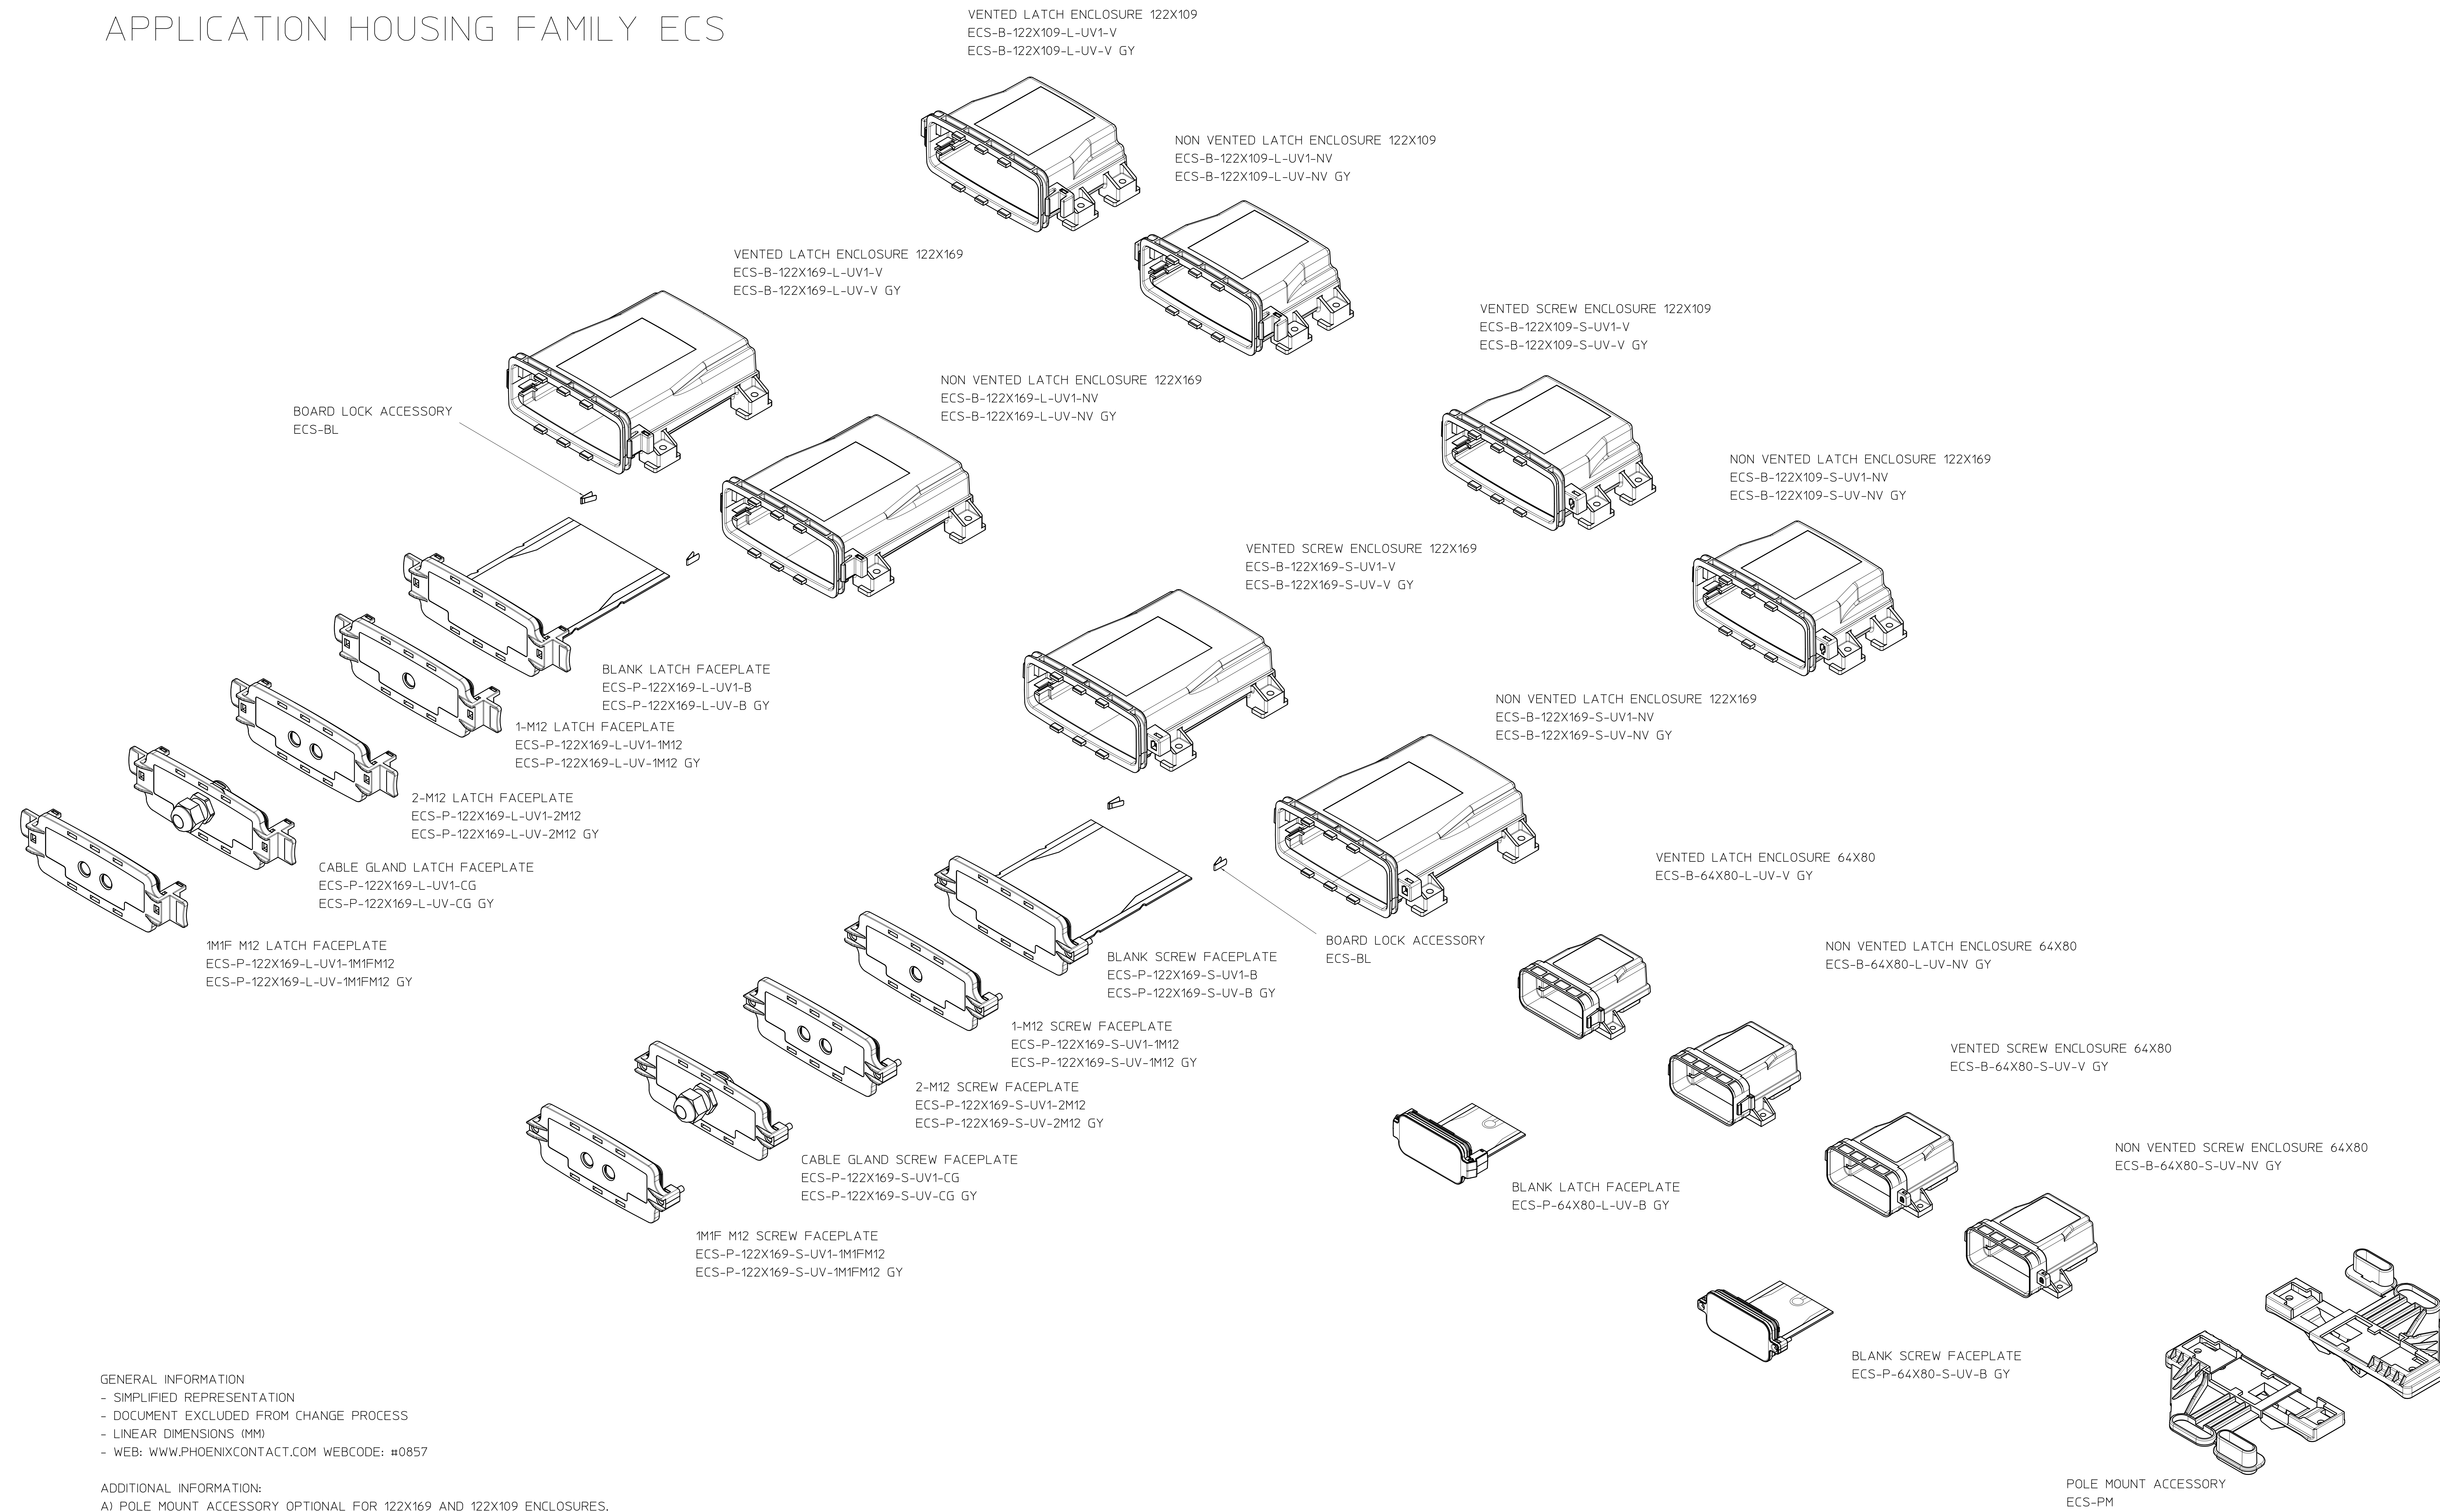 APPLICATION HOUSING FAMILY ECS
VENTED LATCH ENCLOSURE 122X109
ECS-B-122X109-L-UV1-V
ECS-B-122X109-L-UV-V GY
NON VENTED LATCH ENCLOSURE 122X109
ECS-B-122X109-L-UV1-NV
ECS-B-122X109-L-UV-NV GY
VENTED LATCH ENCLOSURE 122X169
ECS-B-122X169-L-UV1-V
ECS-B-122X169-L-UV-V GY
VENTED SCREW ENCLOSURE 122X109
ECS-B-122X109-S-UV1-V
ECS-B-122X109-S-UV-V GY
NON VENTED LATCH ENCLOSURE 122X169
ECS-B-122X169-L-UV1-NV
ECS-B-122X169-L-UV-NV GY
BOARD LOCK ACCESSORY
ECS-BL
NON VENTED LATCH ENCLOSURE 122X169
ECS-B-122X109-S-UV1-NV
ECS-B-122X109-S-UV-NV GY
VENTED SCREW ENCLOSURE 122X169
ECS-B-122X169-S-UV1-V
ECS-B-122X169-S-UV-V GY
BLANK LATCH FACEPLATE
ECS-P-122X169-L-UV1-B
ECS-P-122X169-L-UV-B GY
NON VENTED LATCH ENCLOSURE 122X169
ECS-B-122X169-S-UV1-NV
ECS-B-122X169-S-UV-NV GY
1-M12 LATCH FACEPLATE
ECS-P-122X169-L-UV1-1M12
ECS-P-122X169-L-UV-1M12 GY
2-M12 LATCH FACEPLATE
ECS-P-122X169-L-UV1-2M12
ECS-P-122X169-L-UV-2M12 GY
VENTED LATCH ENCLOSURE 64X80
ECS-B-64X80-L-UV-V GY
CABLE GLAND LATCH FACEPLATE
ECS-P-122X169-L-UV1-CG
ECS-P-122X169-L-UV-CG GY
BOARD LOCK ACCESSORY
ECS-BL
1M1F M12 LATCH FACEPLATE
ECS-P-122X169-L-UV1-1M1FM12
ECS-P-122X169-L-UV-1M1FM12 GY
NON VENTED LATCH ENCLOSURE 64X80
ECS-B-64X80-L-UV-NV GY
BLANK SCREW FACEPLATE
ECS-P-122X169-S-UV1-B
ECS-P-122X169-S-UV-B GY
1-M12 SCREW FACEPLATE
ECS-P-122X169-S-UV1-1M12
ECS-P-122X169-S-UV-1M12 GY
VENTED SCREW ENCLOSURE 64X80
ECS-B-64X80-S-UV-V GY
2-M12 SCREW FACEPLATE
ECS-P-122X169-S-UV1-2M12
ECS-P-122X169-S-UV-2M12 GY
NON VENTED SCREW ENCLOSURE 64X80
ECS-B-64X80-S-UV-NV GY
CABLE GLAND SCREW FACEPLATE
ECS-P-122X169-S-UV1-CG
ECS-P-122X169-S-UV-CG GY
BLANK LATCH FACEPLATE
ECS-P-64X80-L-UV-B GY
1M1F M12 SCREW FACEPLATE
ECS-P-122X169-S-UV1-1M1FM12
ECS-P-122X169-S-UV-1M1FM12 GY
BLANK SCREW FACEPLATE
ECS-P-64X80-S-UV-B GY
GENERAL INFORMATION
- SIMPLIFIED REPRESENTATION
- DOCUMENT EXCLUDED FROM CHANGE PROCESS
- LINEAR DIMENSIONS (MM)
- WEB: WWW.PHOENIXCONTACT.COM WEBCODE: #0857
POLE MOUNT ACCESSORY
ECS-PM
ADDITIONAL INFORMATION:
A) POLE MOUNT ACCESSORY OPTIONAL FOR 122X169 AND 122X109 ENCLOSURES.